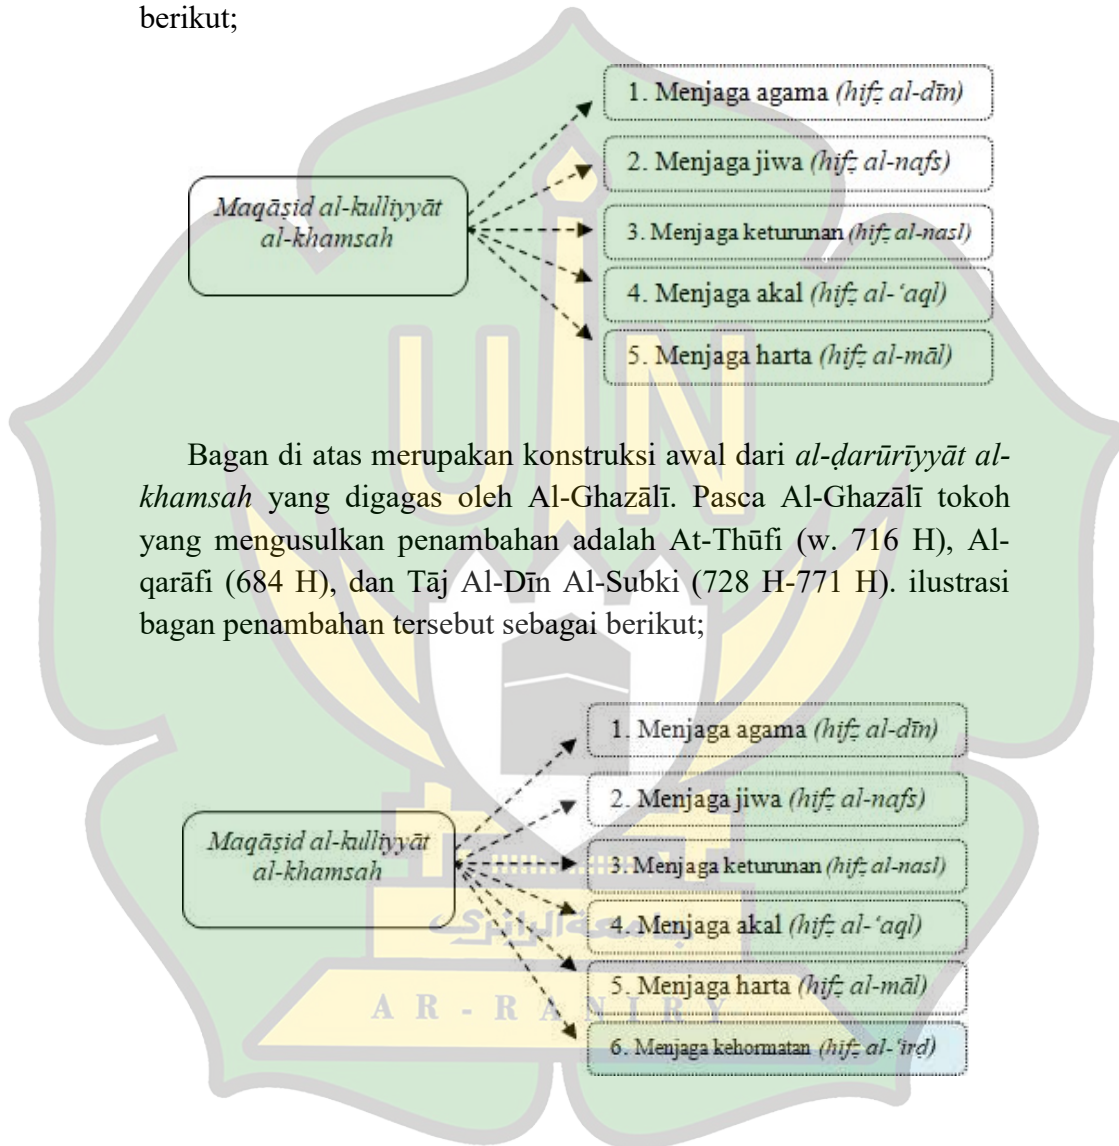 berikut;
Maqāṣid al-kulliyyāt
al-khamsah
1. Menjaga agama (hifẓ al-dīn)
2. Menjaga jiwa (hifẓ al-nafs)
3. Menjaga keturunan (hifẓ al-nasl)
4. Menjaga akal (hifẓ al-‘aql)
5. Menjaga harta (hifẓ al-māl)
UIN
Bagan di atas merupakan konstruksi awal dari al-ḍarūrīyyāt al-
khamsah yang digagas oleh Al-Ghazālī. Pasca Al-Ghazālī tokoh
yang mengusulkan penambahan adalah At-Thūfi (w. 716 H), Al-
qarāfi (684 H), dan Tāj Al-Dīn Al-Subki (728 H-771 H). ilustrasi
bagan penambahan tersebut sebagai berikut;
Maqāṣid al-kulliyyāt
al-khamsah
1. Menjaga agama (hifẓ al-dīn)
2. Menjaga jiwa (hifẓ al-nafs)
3. Menjaga keturunan (hifẓ al-nasl)
4. Menjaga akal (hifẓ al-‘aql)
5. Menjaga harta (hifẓ al-māl)
6. Menjaga kehormatan (hifẓ al-‘irḍ)
جامعة الرانري
AR-RANIRY